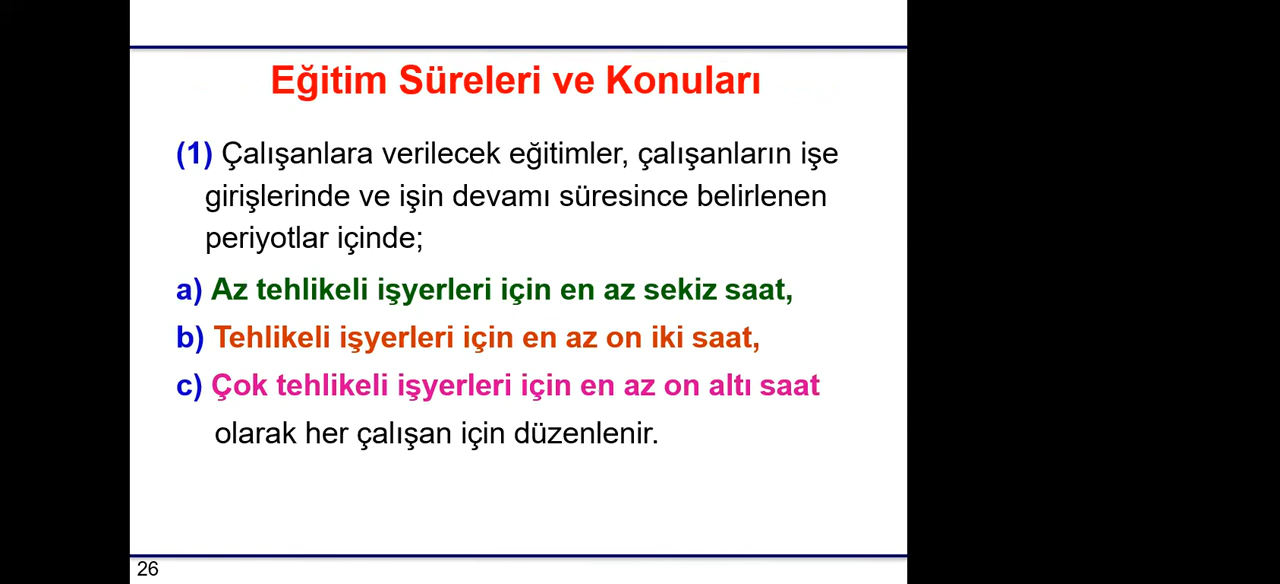 Eğitim Süreleri ve Konuları
(1) Çalışanlara verilecek eğitimler, çalışanların işe
girişlerinde ve işin devamı süresince belirlenen
periyotlar içinde;
a) Az tehlikeli işyerleri için en az sekiz saat,
b) Tehlikeli işyerleri için en az on iki saat,
c) Çok tehlikeli işyerleri için en az on altı saat
olarak her çalışan için düzenlenir.
26